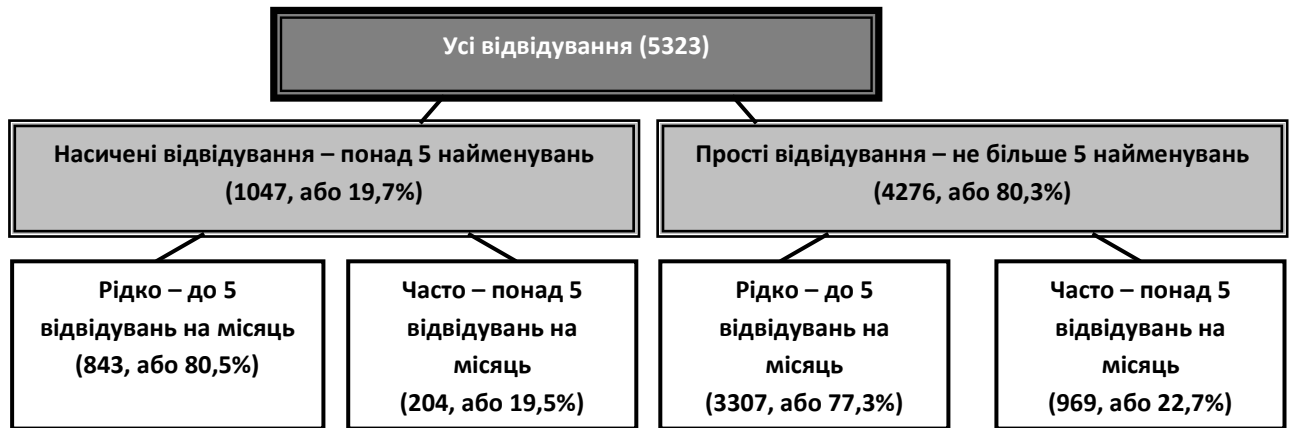 Усі відвідування (5323)
Насичені відвідування – понад 5 найменувань
(1047, або 19,7%)
Прості відвідування – не більше 5 найменувань
(4276, або 80,3%)
Рідко – до 5
відвідувань на місяць
(843, або 80,5%)
Часто – понад 5
відвідувань на
місяць
(204, або 19,5%)
Рідко – до 5
відвідувань на
місяць
(3307, або 77,3%)
Часто – понад 5
відвідувань на
місяць
(969, або 22,7%)